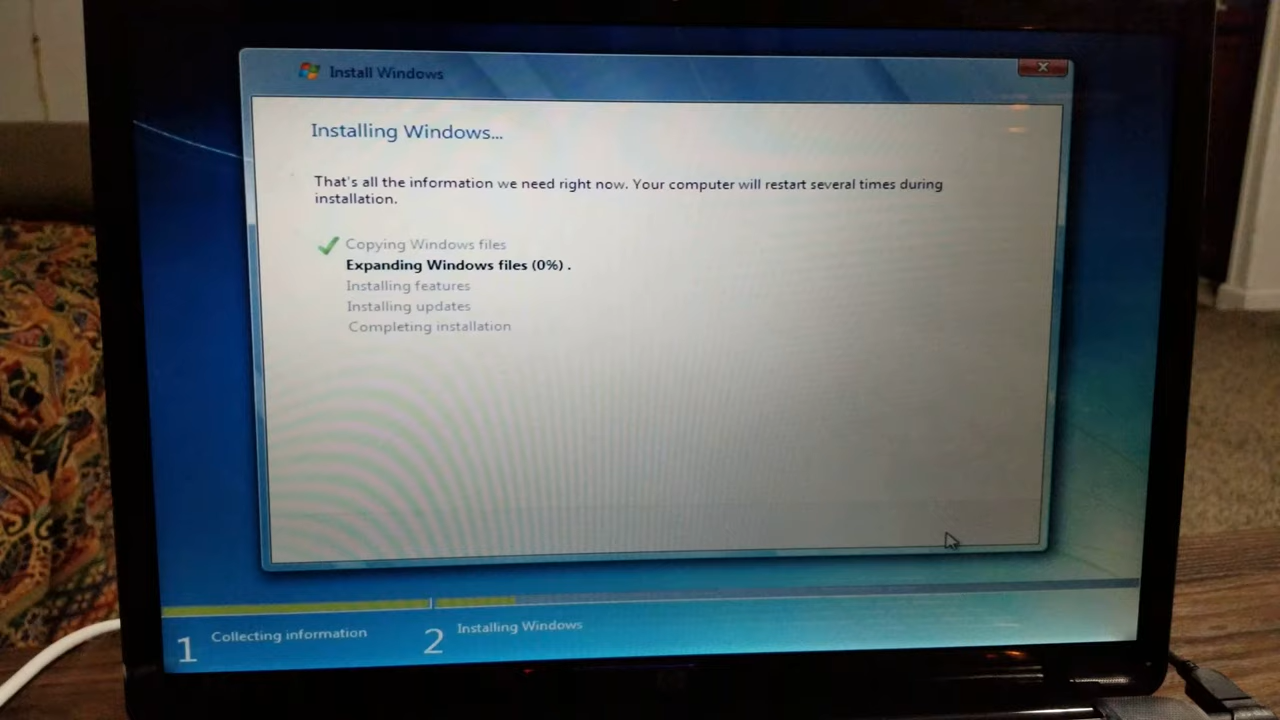 Install Windows
Installing Windows...
That's all the information we need right now. Your computer will restart several times during
installation.
Copying Windows files
Expanding Windows files (0%) .
Installing features
Installing updates
Completing installation
1 Collecting information
2 Installing Windows